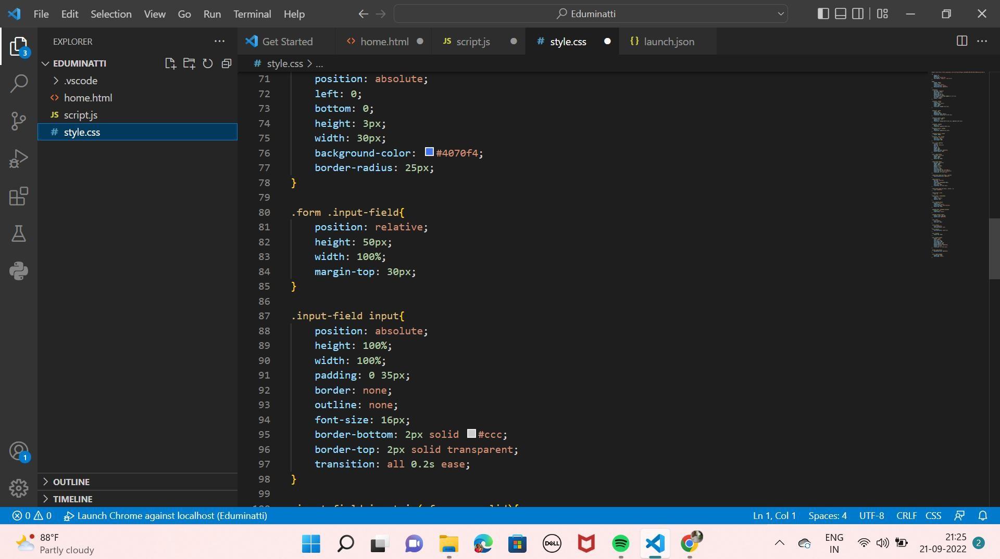 File Edit Selection View Go Run Terminal Help
Eduminatti
EXPLORER
3
EDUMINATTI
.vscode
home.html
JS script.js
# style.css
OUTLINE
TIMELINE
1
Get Started
home.html
JS script.js
# style.css
{} launch.json
# style.css > ...
71 position: absolute;
72 left: 0;
73 bottom: 0;
74 height: 3px;
75 width: 30px;
76 background-color: #4070f4;
77 border-radius: 25px;
78 }
79
80 .form .input-field{
81 position: relative;
82 height: 50px;
83 width: 100%;
84 margin-top: 30px;
85 }
86
87 .input-field input{
88 position: absolute;
89 height: 100%;
90 width: 100%;
91 padding: 0 35px;
92 border: none;
93 outline: none;
94 font-size: 16px;
95 border-bottom: 2px solid #ccc;
96 border-top: 2px solid transparent;
97 transition: all 0.2s ease;
98 }
99
0 0 Launch Chrome against localhost (Eduminatti)
Ln 1, Col 1 Spaces: 4 UTF-8 CRLF CSS
88°F
Partly cloudy
DELL
ENG
IN
21:25
21-09-2022
2